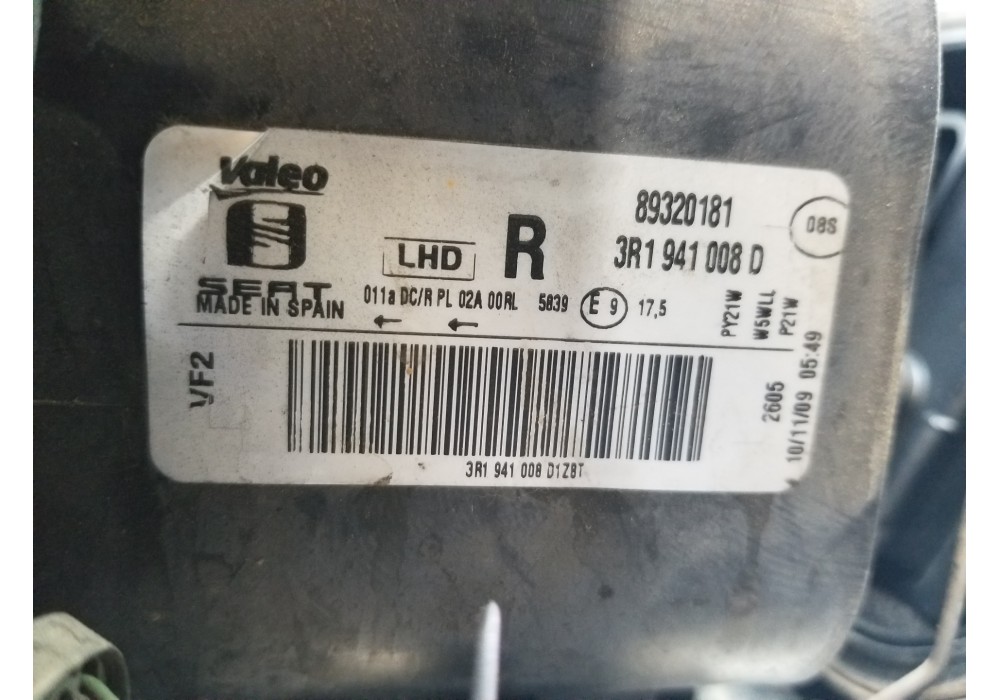 Valeo
SEAT
MADE IN SPAIN
LHD
R
89320181
3R1 941 008 D
08S
011a DC/R PL 02A 00RL 5839 E 9 17,5
PY21W
W5WLL
P21W
VF2
3R1 941 008 D1Z8T
2605
10/11/09 05:49